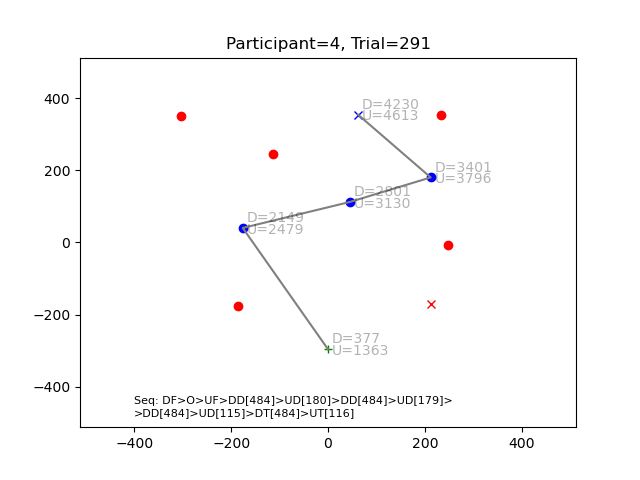 Participant=4, Trial=291
400
200
0
−200
−400
D=4230
U=4613
D=3401
U=3796
D=2801
U=3130
D=2149
U=2479
D=377
U=1363
Seq: DF>O>UF>DD[484]>UD[180]>DD[484]>UD[179]>
>DD[484]>UD[115]>DT[484]>UT[116]
−400 −200 0 200 400